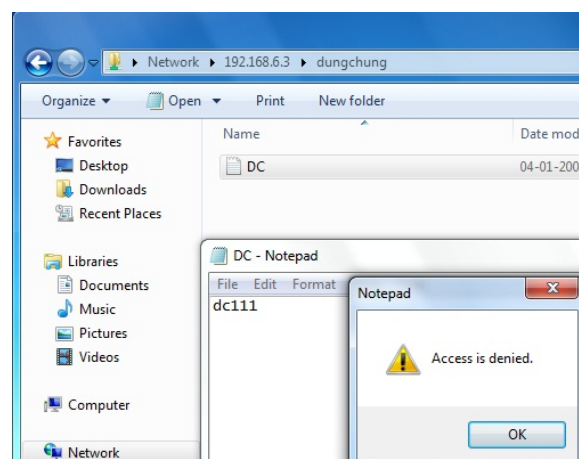 Network ▸ 192.168.6.3 ▸ dungchung
Organize Open Print New folder
Name Date mod
DC 04-01-200
Favorites
Desktop
Downloads
Recent Places
Libraries
Documents
Music
Pictures
Videos
Computer
Network
DC - Notepad
File Edit Format
dc111
Notepad
Access is denied.
OK